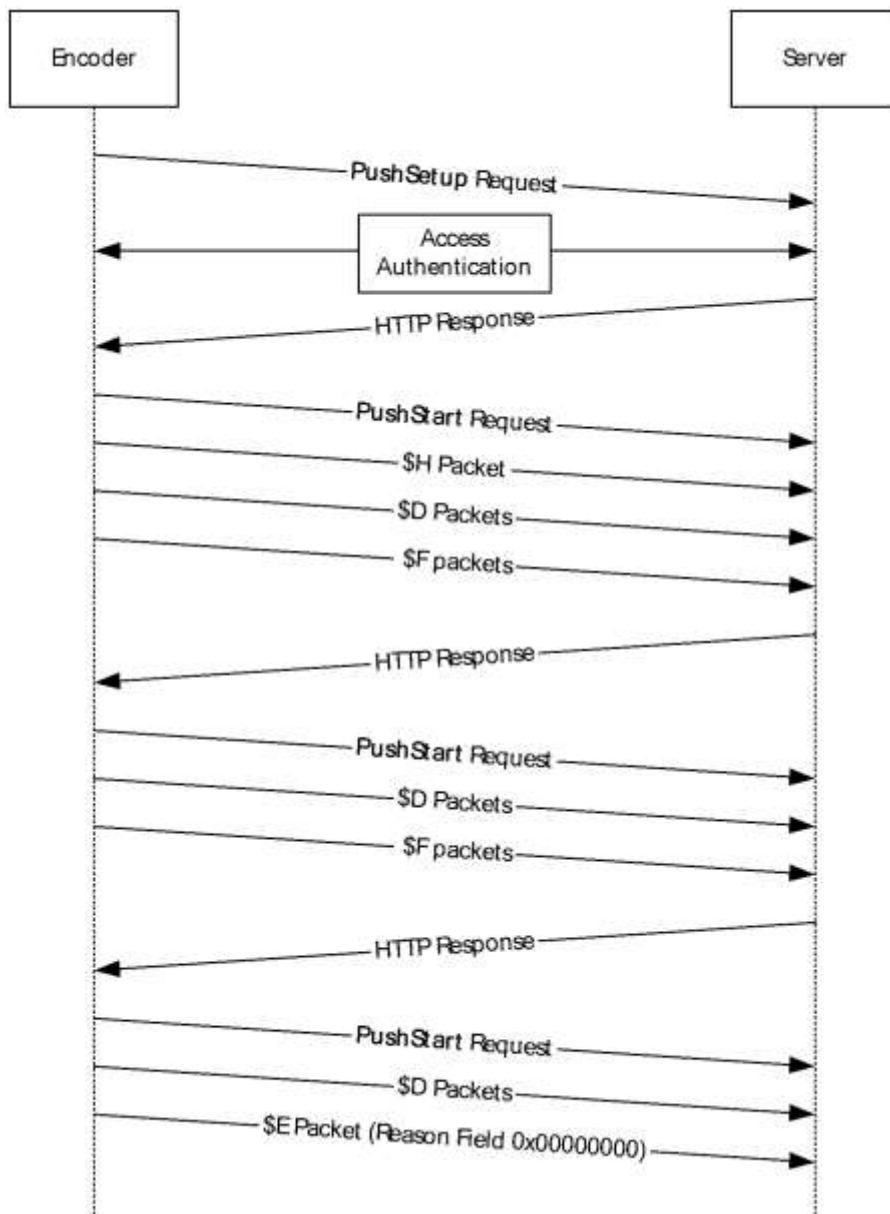 Encoder
Server
PushSetup Request
Access
Authentication
HTTP Response
PushStart Request
$H Packet
$D Packets
$F packets
HTTP Response
PushStart Request
$D Packets
$F packets
HTTP Response
PushStart Request
$D Packets
$E Packet (Reason Field 0x00000000)